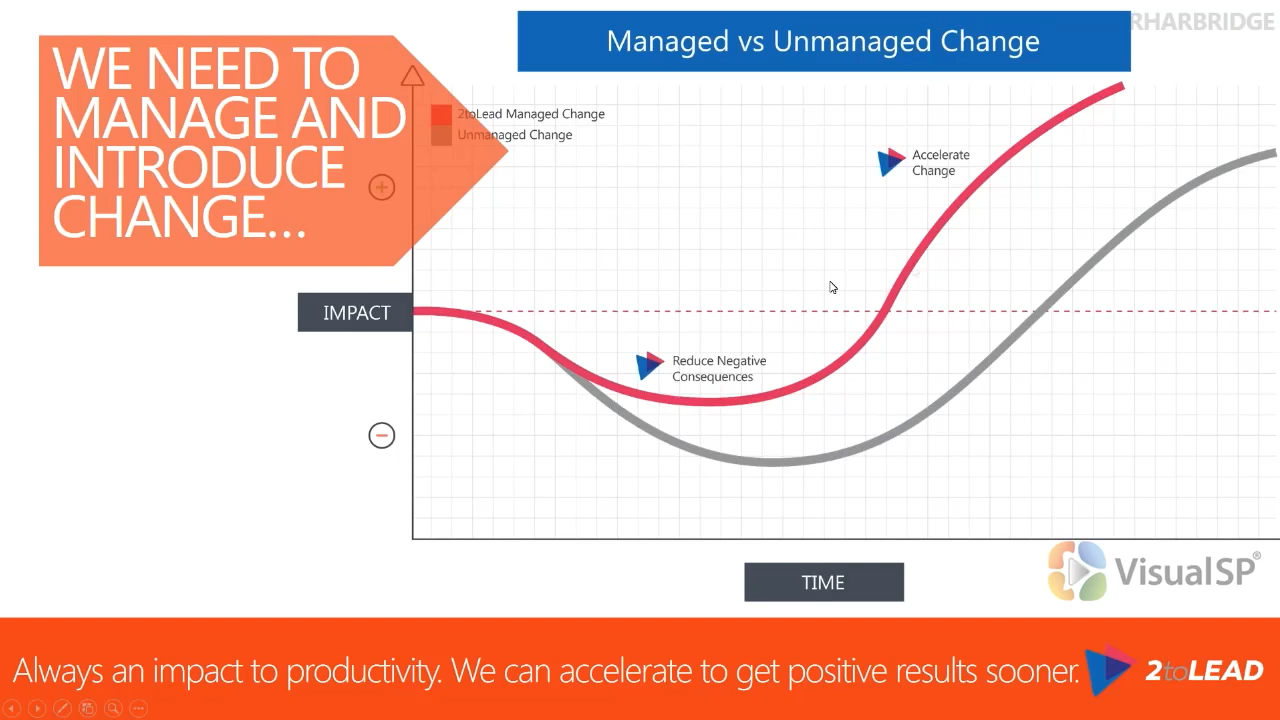 RHARBRIDGE
Managed vs Unmanaged Change
WE NEED TO
MANAGE AND
INTRODUCE
CHANGE...
2toLead Managed Change
Unmanaged Change
Accelerate
Change
IMPACT
Reduce Negative
Consequences
TIME
VisualSP®
Always an impact to productivity. We can accelerate to get positive results sooner.
2toLEAD